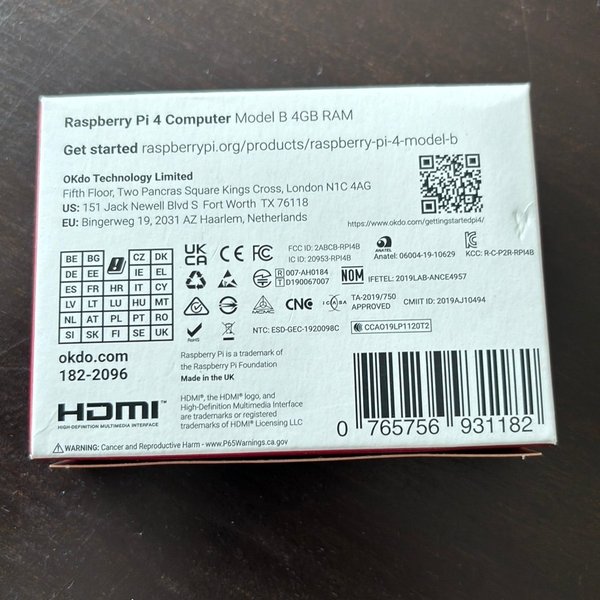 Raspberry Pi 4 Computer Model B 4GB RAM
Get started raspberrypi.org/products/raspberry-pi-4-model-b
OKdo Technology Limited
Fifth Floor, Two Pancras Square Kings Cross, London N1C 4AG
US: 151 Jack Newell Blvd S Fort Worth TX 76118
EU: Bingerweg 19, 2031 AZ Haarlem, Netherlands
https://www.okdo.com/gettingstartedpi4/
BE BG CZ DK
DE EE IE EL
ES FR HR IT CY
LV LT LU HU MT
NL AT PL PT RO
SI SK FI SE UK
UK CA CE FC
FCC ID: 2ABCB-RPI4B
IC ID: 20953-RPI4B
ANATEL
Anatel: 06004-19-10629
KCC: R-C-P2R-RPI4B
R 007-AH0184
T D190067007
NOM
IFETEL: 2019LAB-ANCE4957
CNC
ICASA
TA-2019/750
APPROVED
CMIIT ID: 2019AJ10494
RoHS
NTC: ESD-GEC-1920098C
CCAO19LP1120T2
okdo.com
182-2096
Raspberry Pi is a trademark of
the Raspberry Pi Foundation
Made in the UK
HDMI™
HIGH-DEFINITION MULTIMEDIA INTERFACE
HDMI®, the HDMI® logo, and
High-Definition Multimedia Interface
are trademarks or registered
trademarks of HDMI® Licensing LLC
0 765756 931182
WARNING: Cancer and Reproductive Harm - www.P65Warnings.ca.gov